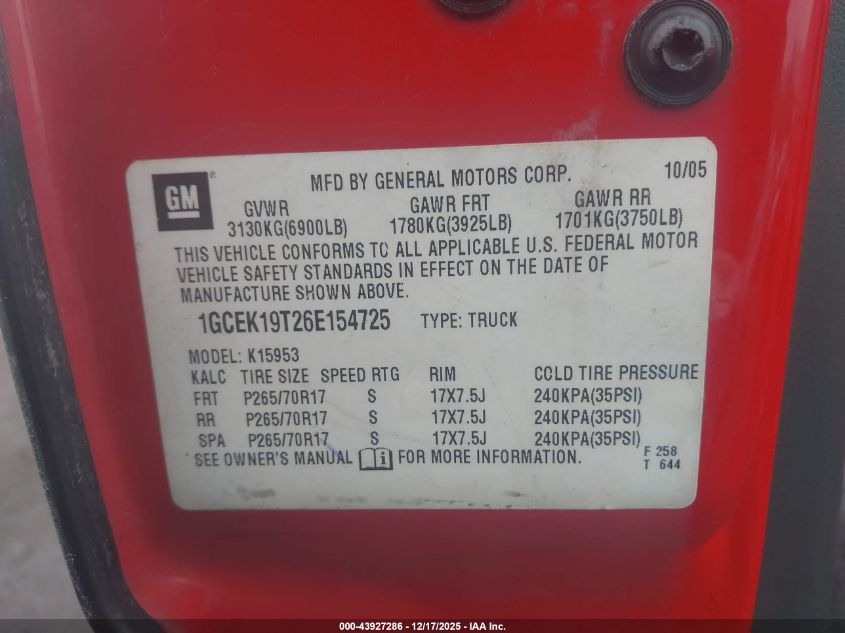 GM
MFD BY GENERAL MOTORS CORP. 10/05
GVWR GAWR FRT GAWR RR
3130KG(6900LB) 1780KG(3925LB) 1701KG(3750LB)
THIS VEHICLE CONFORMS TO ALL APPLICABLE U.S. FEDERAL MOTOR
VEHICLE SAFETY STANDARDS IN EFFECT ON THE DATE OF
MANUFACTURE SHOWN ABOVE.
1GCEK19T26E154725 TYPE: TRUCK
MODEL: K15953
KALC TIRE SIZE SPEED RTG RIM COLD TIRE PRESSURE
FRT P265/70R17 S 17X7.5J 240KPA(35PSI)
RR P265/70R17 S 17X7.5J 240KPA(35PSI)
SPA P265/70R17 S 17X7.5J 240KPA(35PSI)
SEE OWNER'S MANUAL i FOR MORE INFORMATION.
F 258
T 644
000-43927286 - 12/17/2025 - IAA Inc.